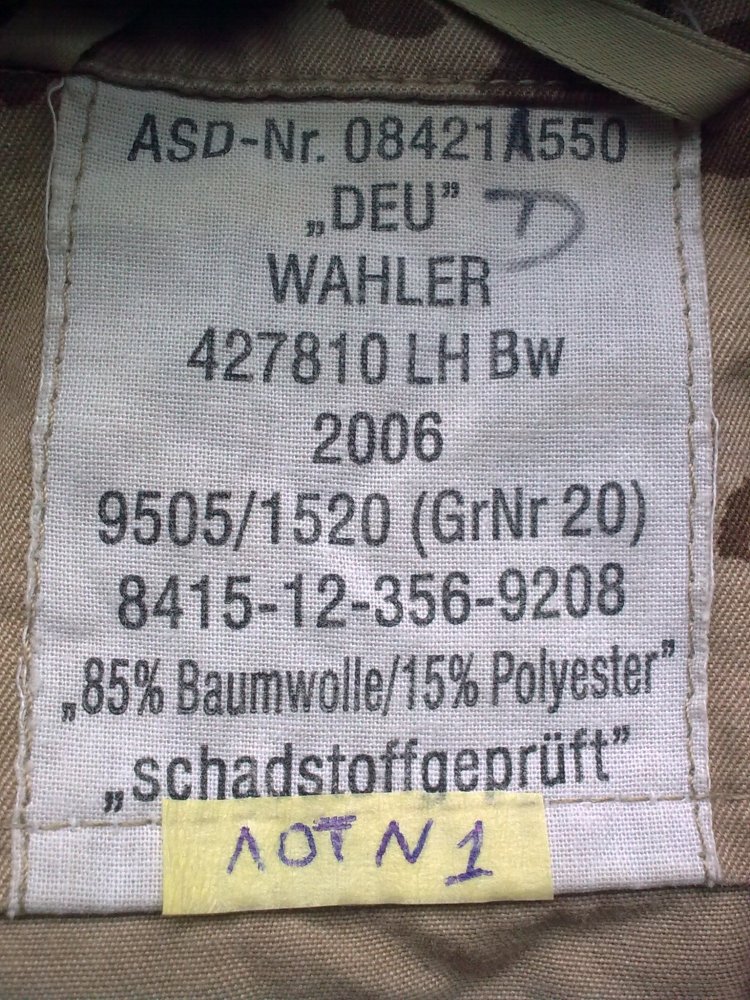 ASD-Nr. 08421A550
„DEU” D
WAHLER
427810 LH Bw
2006
9505/1520 (GrNr 20)
8415-12-356-9208
„85% Baumwolle/15% Polyester”
„schadstoffgeprüft”
ЛОТ N 1